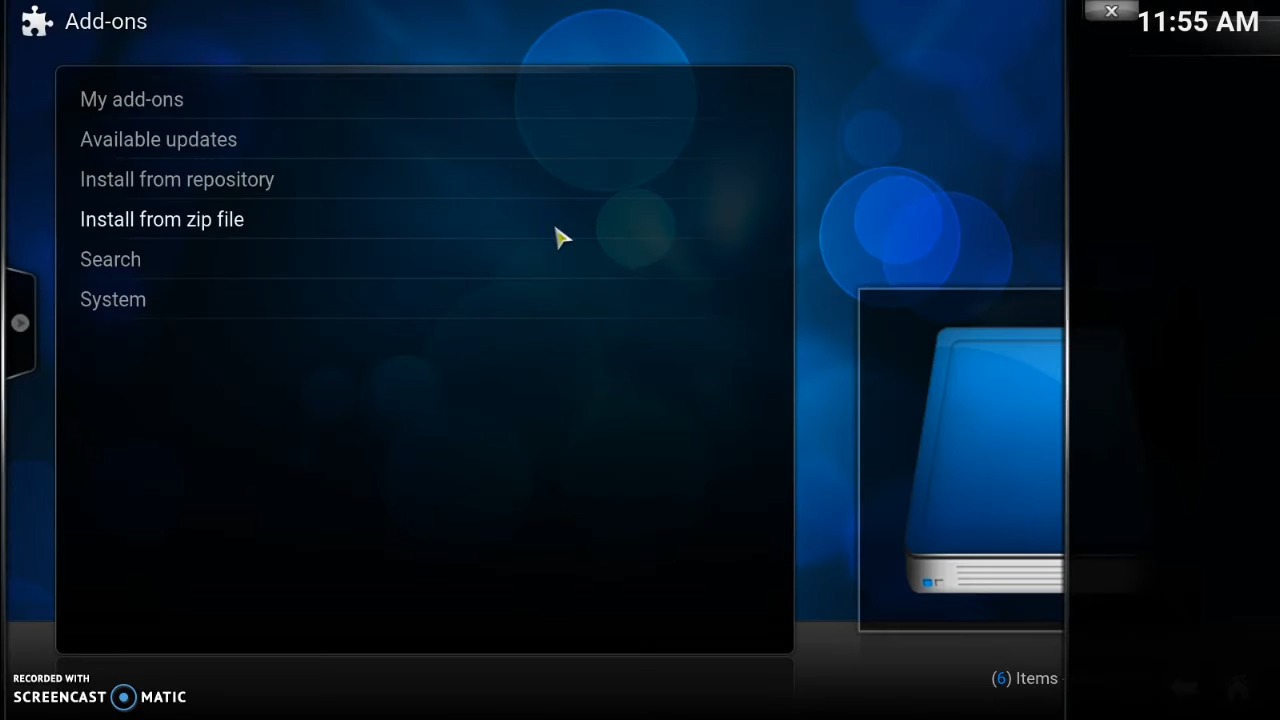 Add-ons
11:55 AM
My add-ons
Available updates
Install from repository
Install from zip file
Search
System
(6) Items
RECORDED WITH
SCREENCAST MATIC